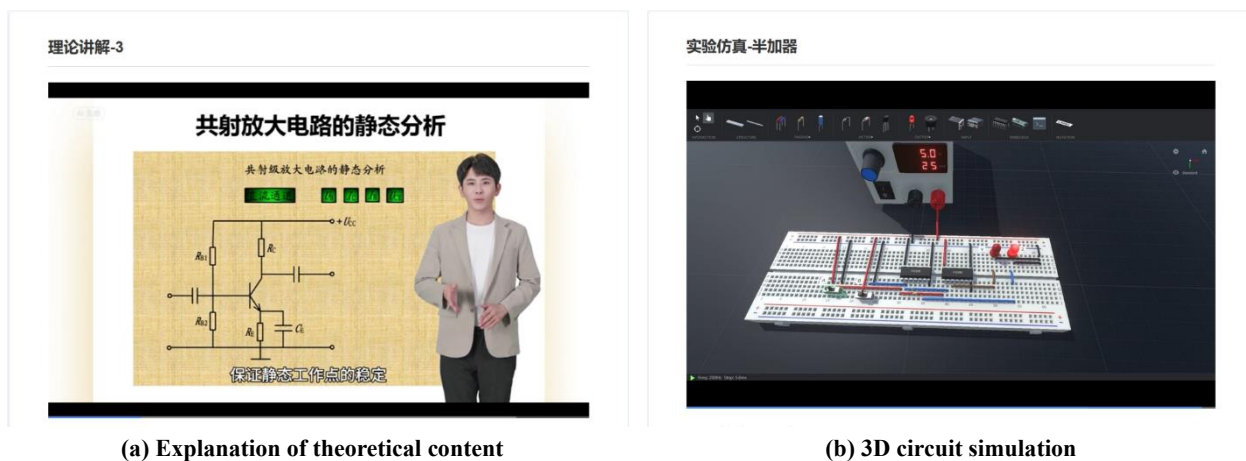 理论讲解-3
共射放大电路的静态分析
共射级放大电路的静态分析
+UCC
RB1
RC
RB2
RE
CE
保证静态工作点的稳定
(a) Explanation of theoretical content
实验仿真-半加器
5.0
25
(b) 3D circuit simulation